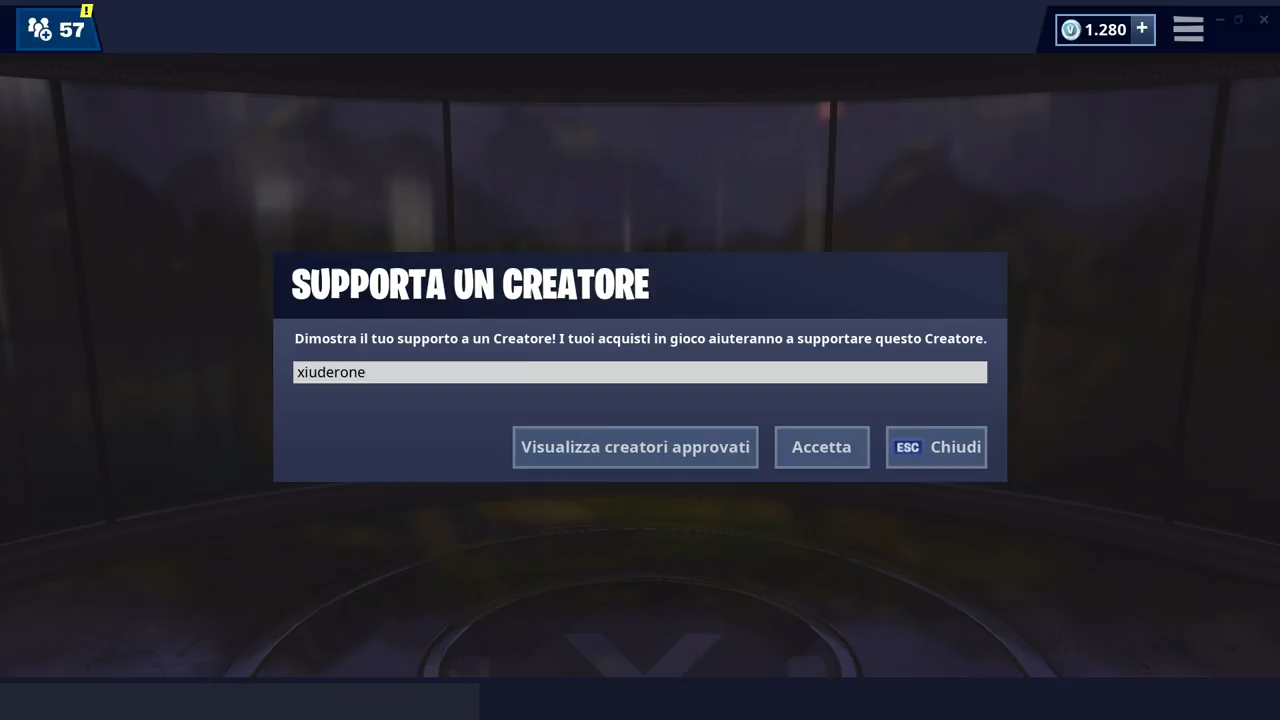 57
!
1.280 +
SUPPORTA UN CREATORE
Dimostra il tuo supporto a un Creatore! I tuoi acquisti in gioco aiuteranno a supportare questo Creatore.
xiuderone
Visualizza creatori approvati
Accetta
ESC Chiudi